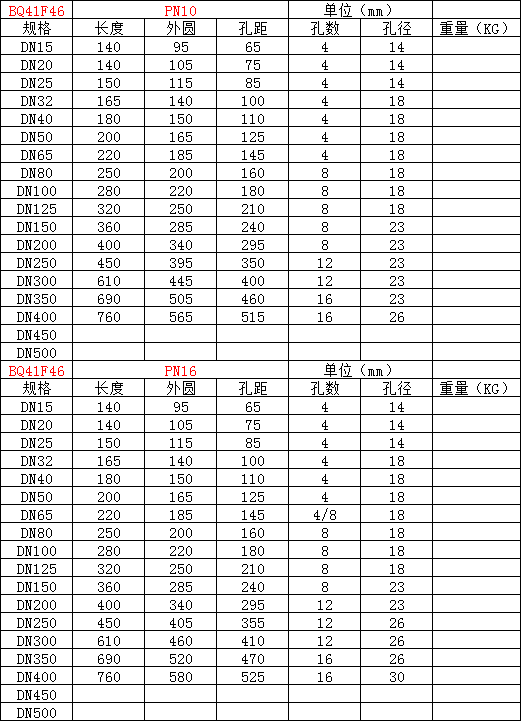 BQ41F46 PN10 单位（mm）
规格 长度 外圆 孔距 孔数 孔径 重量（KG）
DN15 140 95 65 4 14
DN20 140 105 75 4 14
DN25 150 115 85 4 14
DN32 165 140 100 4 18
DN40 180 150 110 4 18
DN50 200 165 125 4 18
DN65 220 185 145 4 18
DN80 250 200 160 8 18
DN100 280 220 180 8 18
DN125 320 250 210 8 18
DN150 360 285 240 8 23
DN200 400 340 295 8 23
DN250 450 395 350 12 23
DN300 610 445 400 12 23
DN350 690 505 460 16 23
DN400 760 565 515 16 26
DN450
DN500
BQ41F46 PN16 单位（mm）
规格 长度 外圆 孔距 孔数 孔径 重量（KG）
DN15 140 95 65 4 14
DN20 140 105 75 4 14
DN25 150 115 85 4 14
DN32 165 140 100 4 18
DN40 180 150 110 4 18
DN50 200 165 125 4 18
DN65 220 185 145 4/8 18
DN80 250 200 160 8 18
DN100 280 220 180 8 18
DN125 320 250 210 8 18
DN150 360 285 240 8 23
DN200 400 340 295 12 23
DN250 450 405 355 12 26
DN300 610 460 410 12 26
DN350 690 520 470 16 26
DN400 760 580 525 16 30
DN450
DN500